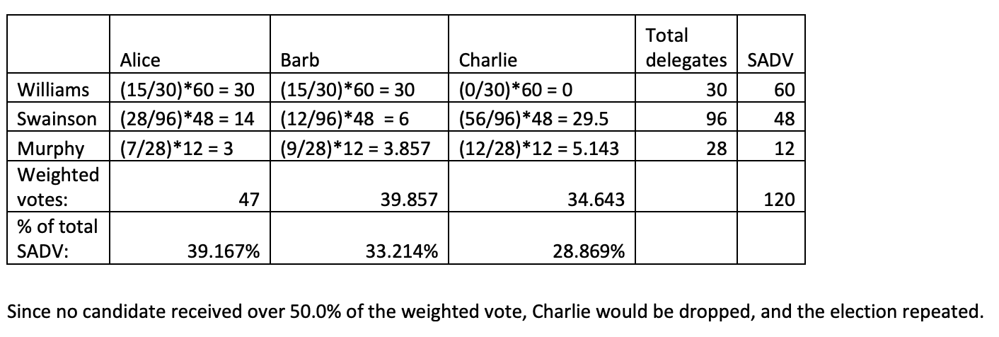 Alice Barb Charlie Total delegates SADV
Williams (15/30)*60 = 30 (15/30)*60 = 30 (0/30)*60 = 0 30 60
Swainson (28/96)*48 = 14 (12/96)*48 = 6 (56/96)*48 = 29.5 96 48
Murphy (7/28)*12 = 3 (9/28)*12 = 3.857 (12/28)*12 = 5.143 28 12
Weighted votes: 47 39.857 34.643 120
% of total SADV: 39.167% 33.214% 28.869%
Since no candidate received over 50.0% of the weighted vote, Charlie would be dropped, and the election repeated.